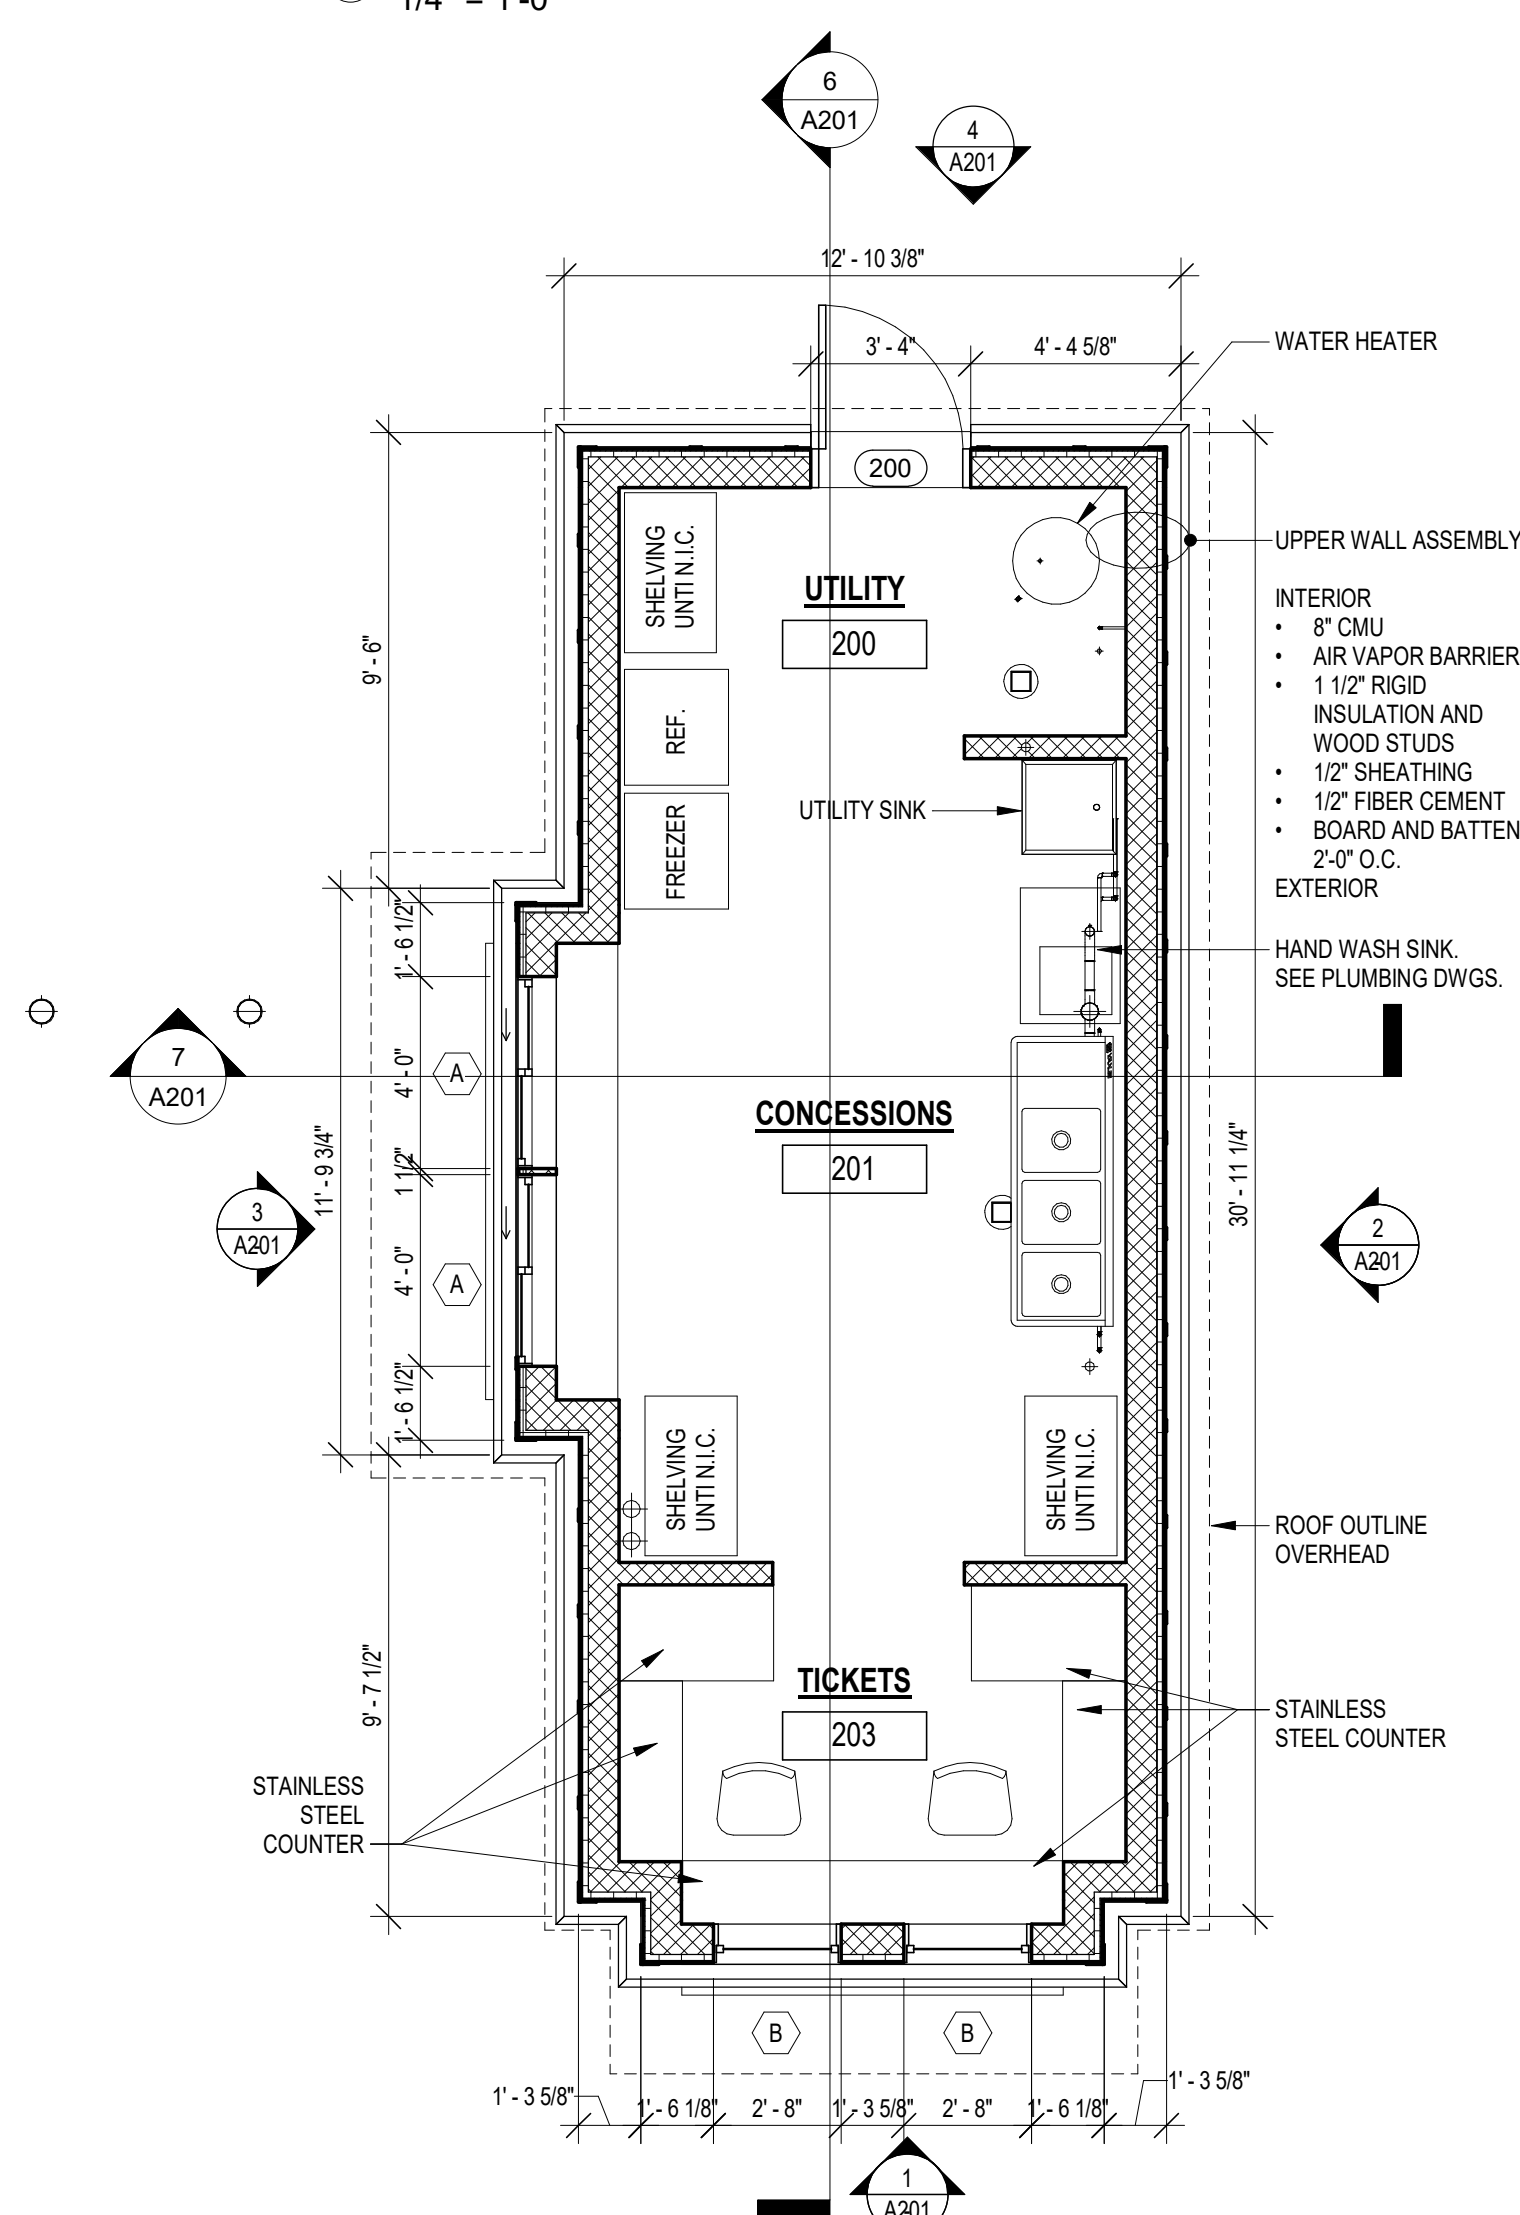 1/4" = 1'-0"
6
A201
4
A201
12' - 10 3/8"
3' - 4"
4' - 4 5/8"
WATER HEATER
200
SHELVING
UNTI N.I.C.
UTILITY
200
UPPER WALL ASSEMBLY
INTERIOR
• 8" CMU
• AIR VAPOR BARRIER
• 1 1/2" RIGID
INSULATION AND
WOOD STUDS
• 1/2" SHEATHING
• 1/2" FIBER CEMENT
• BOARD AND BATTEN
2'-0" O.C.
EXTERIOR
9' - 6"
REF.
UTILITY SINK
FREEZER
HAND WASH SINK.
SEE PLUMBING DWGS.
1' - 6 1/2"
7
A201
4' - 0"
A
CONCESSIONS
201
11' - 9 3/4"
1 1/2"
30' - 11 1/4"
3
A201
2
A201
4' - 0"
A
1' - 6 1/2"
SHELVING
UNTI N.I.C.
SHELVING
UNTI N.I.C.
ROOF OUTLINE
OVERHEAD
9' - 7 1/2"
TICKETS
203
STAINLESS
STEEL COUNTER
STAINLESS
STEEL
COUNTER
B
B
1' - 3 5/8"
1' - 6 1/8"
2' - 8"
1' - 3 5/8"
2' - 8"
1' - 6 1/8"
1' - 3 5/8"
1
A201